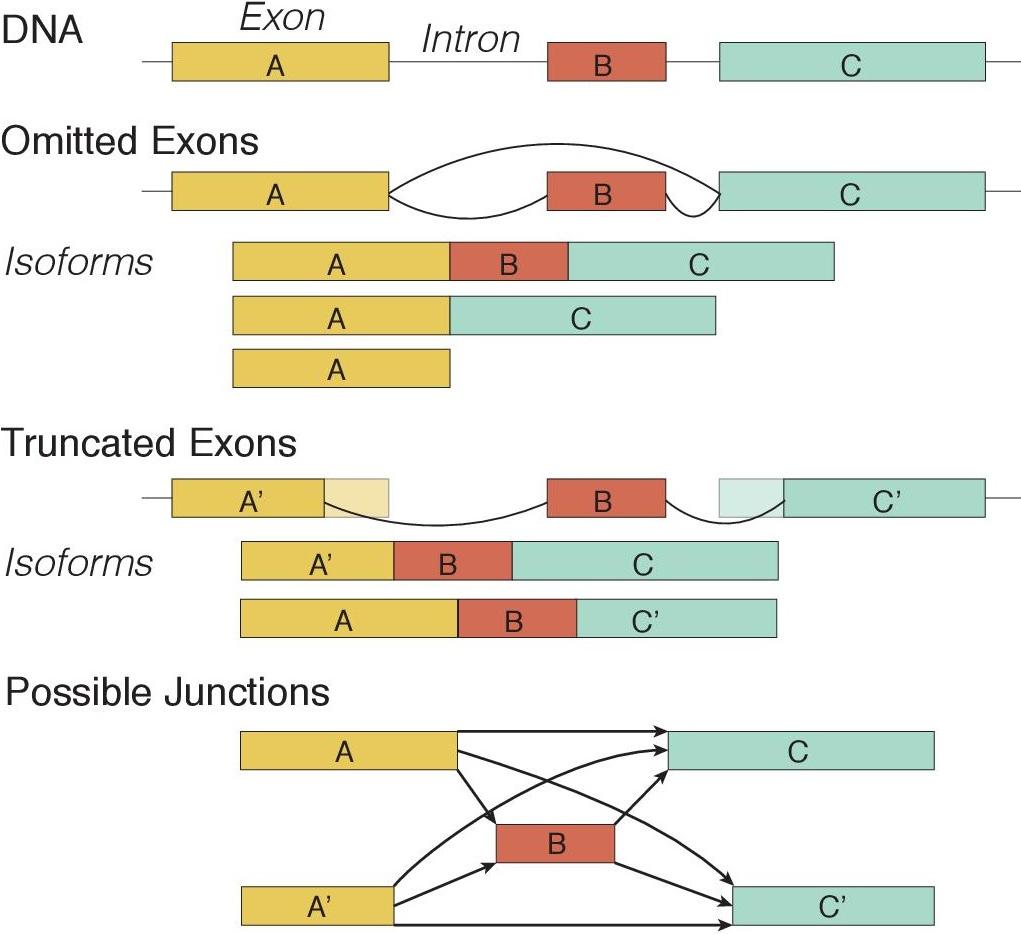 Exon
DNA
Intron
A B C
Omitted Exons
A B C
Isoforms
A B C
A C
A
Truncated Exons
A' B C'
Isoforms
A' B C
A B C'
Possible Junctions
A C
B
A' C'